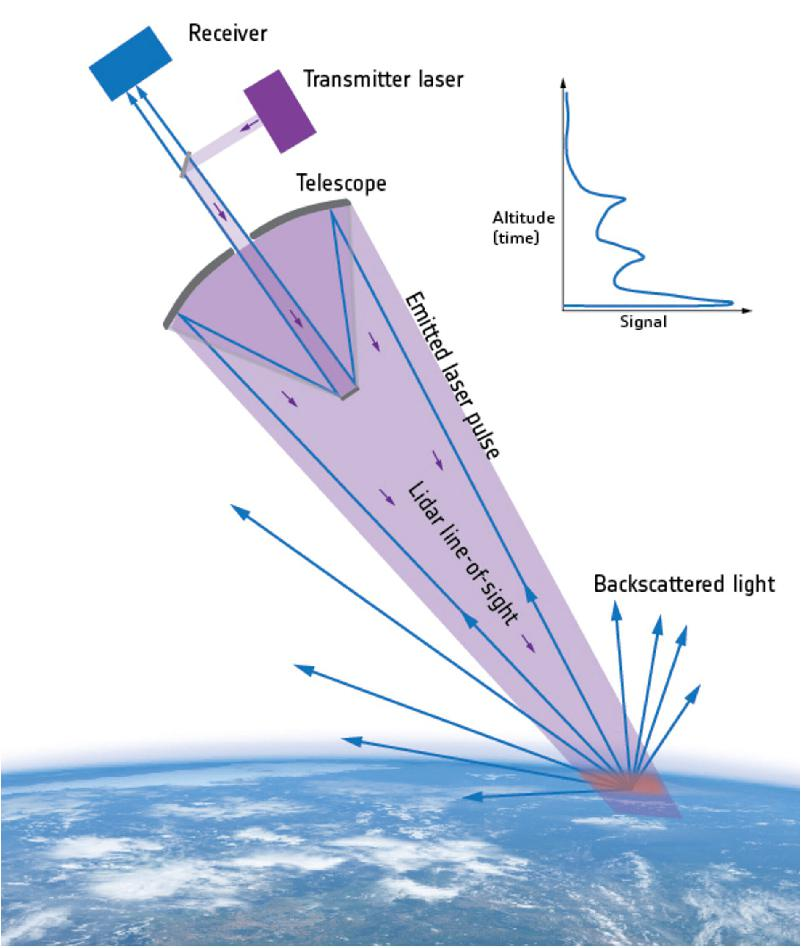 Receiver
Transmitter laser
Telescope
Altitude
(time)
Signal
Emitted laser pulse
Lidar line-of-sight
Backscattered light